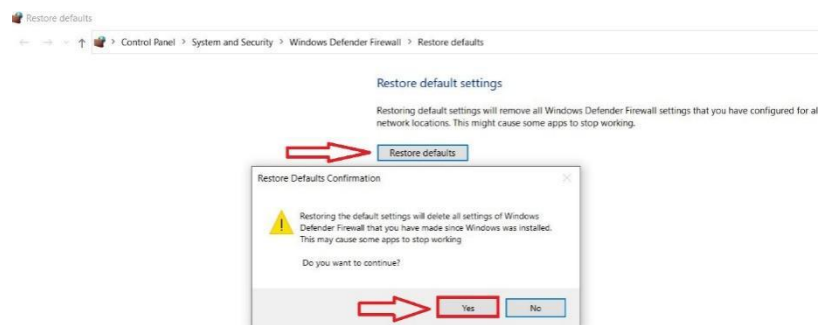 Restore defaults
Control Panel > System and Security > Windows Defender Firewall > Restore defaults
Restore default settings
Restoring default settings will remove all Windows Defender Firewall settings that you have configured for al
network locations. This might cause some apps to stop working.
Restore defaults
Restore Defaults Confirmation
Restoring the default settings will delete all settings of Windows
Defender Firewall that you have made since Windows was installed.
This may cause some apps to stop working
Do you want to continue?
Yes No